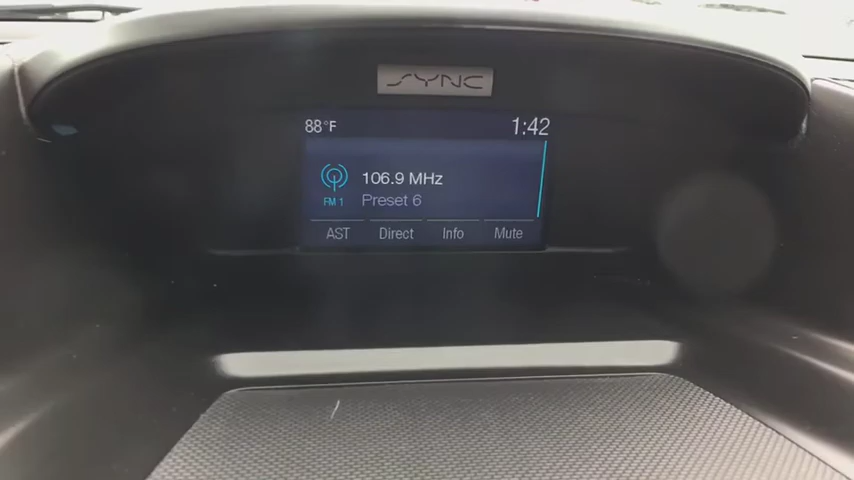 SYNC
88°F 1:42
106.9 MHz
FM 1 Preset 6
AST Direct Info Mute